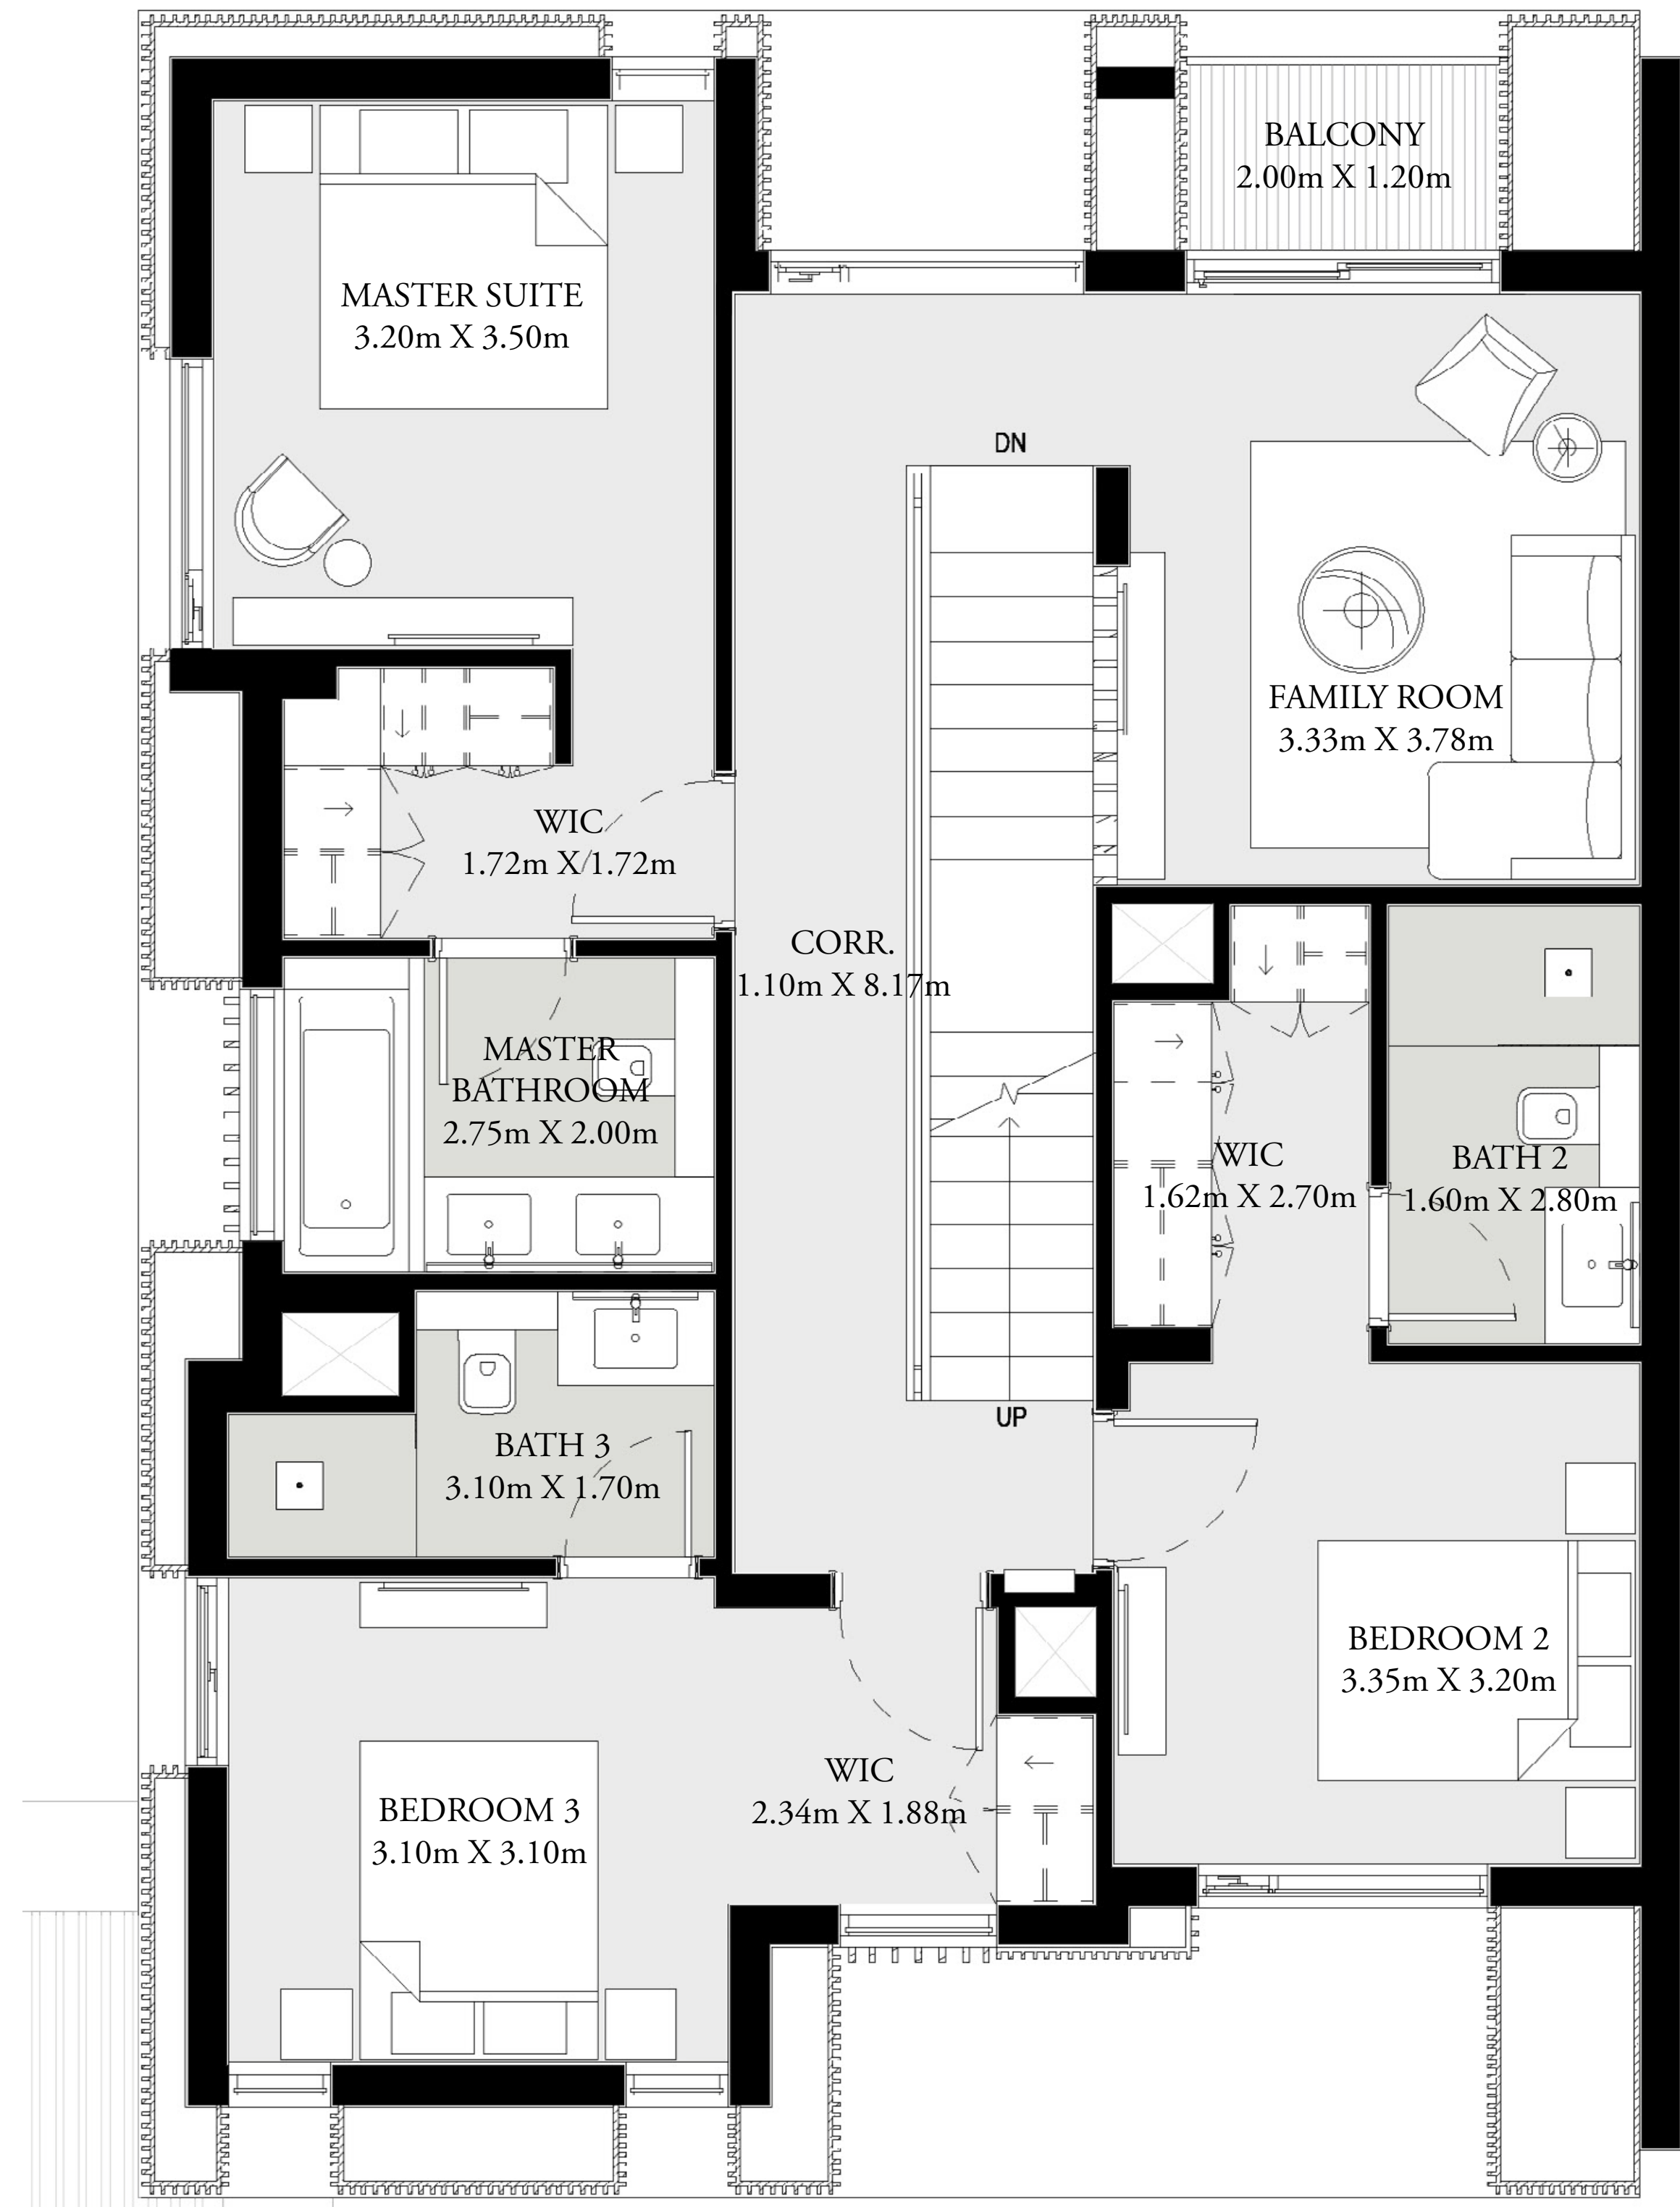 BALCONY
2.00m X 1.20m
MASTER SUITE
3.20m X 3.50m
DN
FAMILY ROOM
3.33m X 3.78m
WIC
1.72m X 1.72m
CORR.
1.10m X 8.17m
MASTER
BATHROOM
2.75m X 2.00m
WIC
1.62m X 2.70m
BATH 2
1.60m X 2.80m
UP
BATH 3
3.10m X 1.70m
BEDROOM 2
3.35m X 3.20m
WIC
2.34m X 1.88m
BEDROOM 3
3.10m X 3.10m